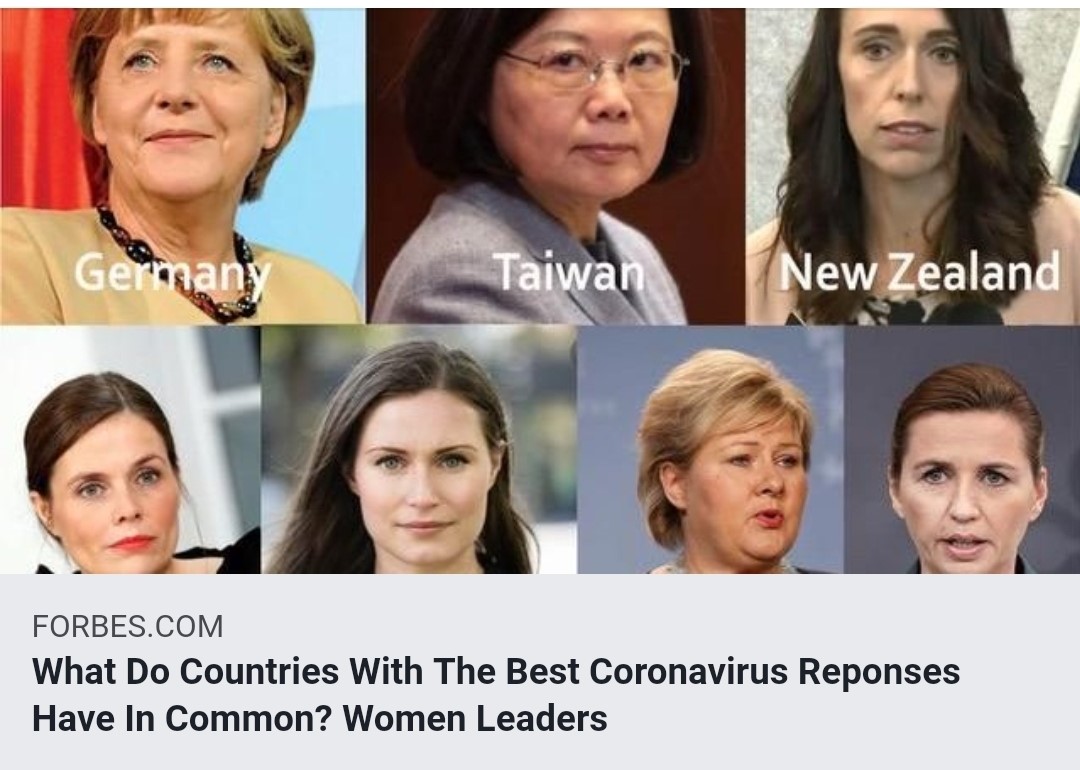 Germany Taiwan New Zealand
FORBES.COM
What Do Countries With The Best Coronavirus Reponses
Have In Common? Women Leaders